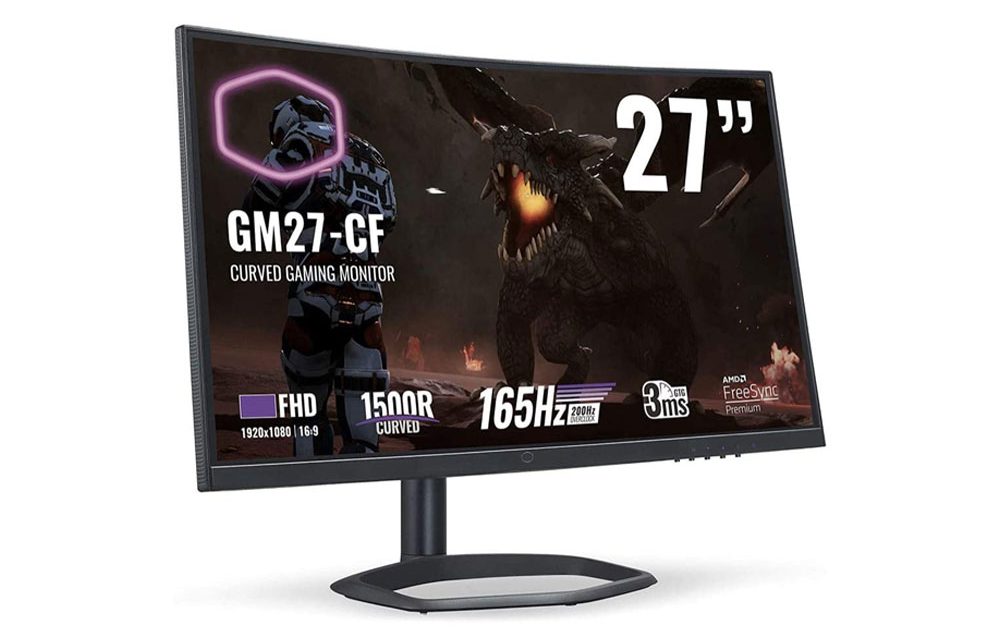 27”
GM27-CF
CURVED GAMING MONITOR
FHD
1920x1080 | 16:9
1500R
CURVED
165Hz
200Hz
OVERCLOCK
3ms
GTG
AMD
FreeSync
Premium